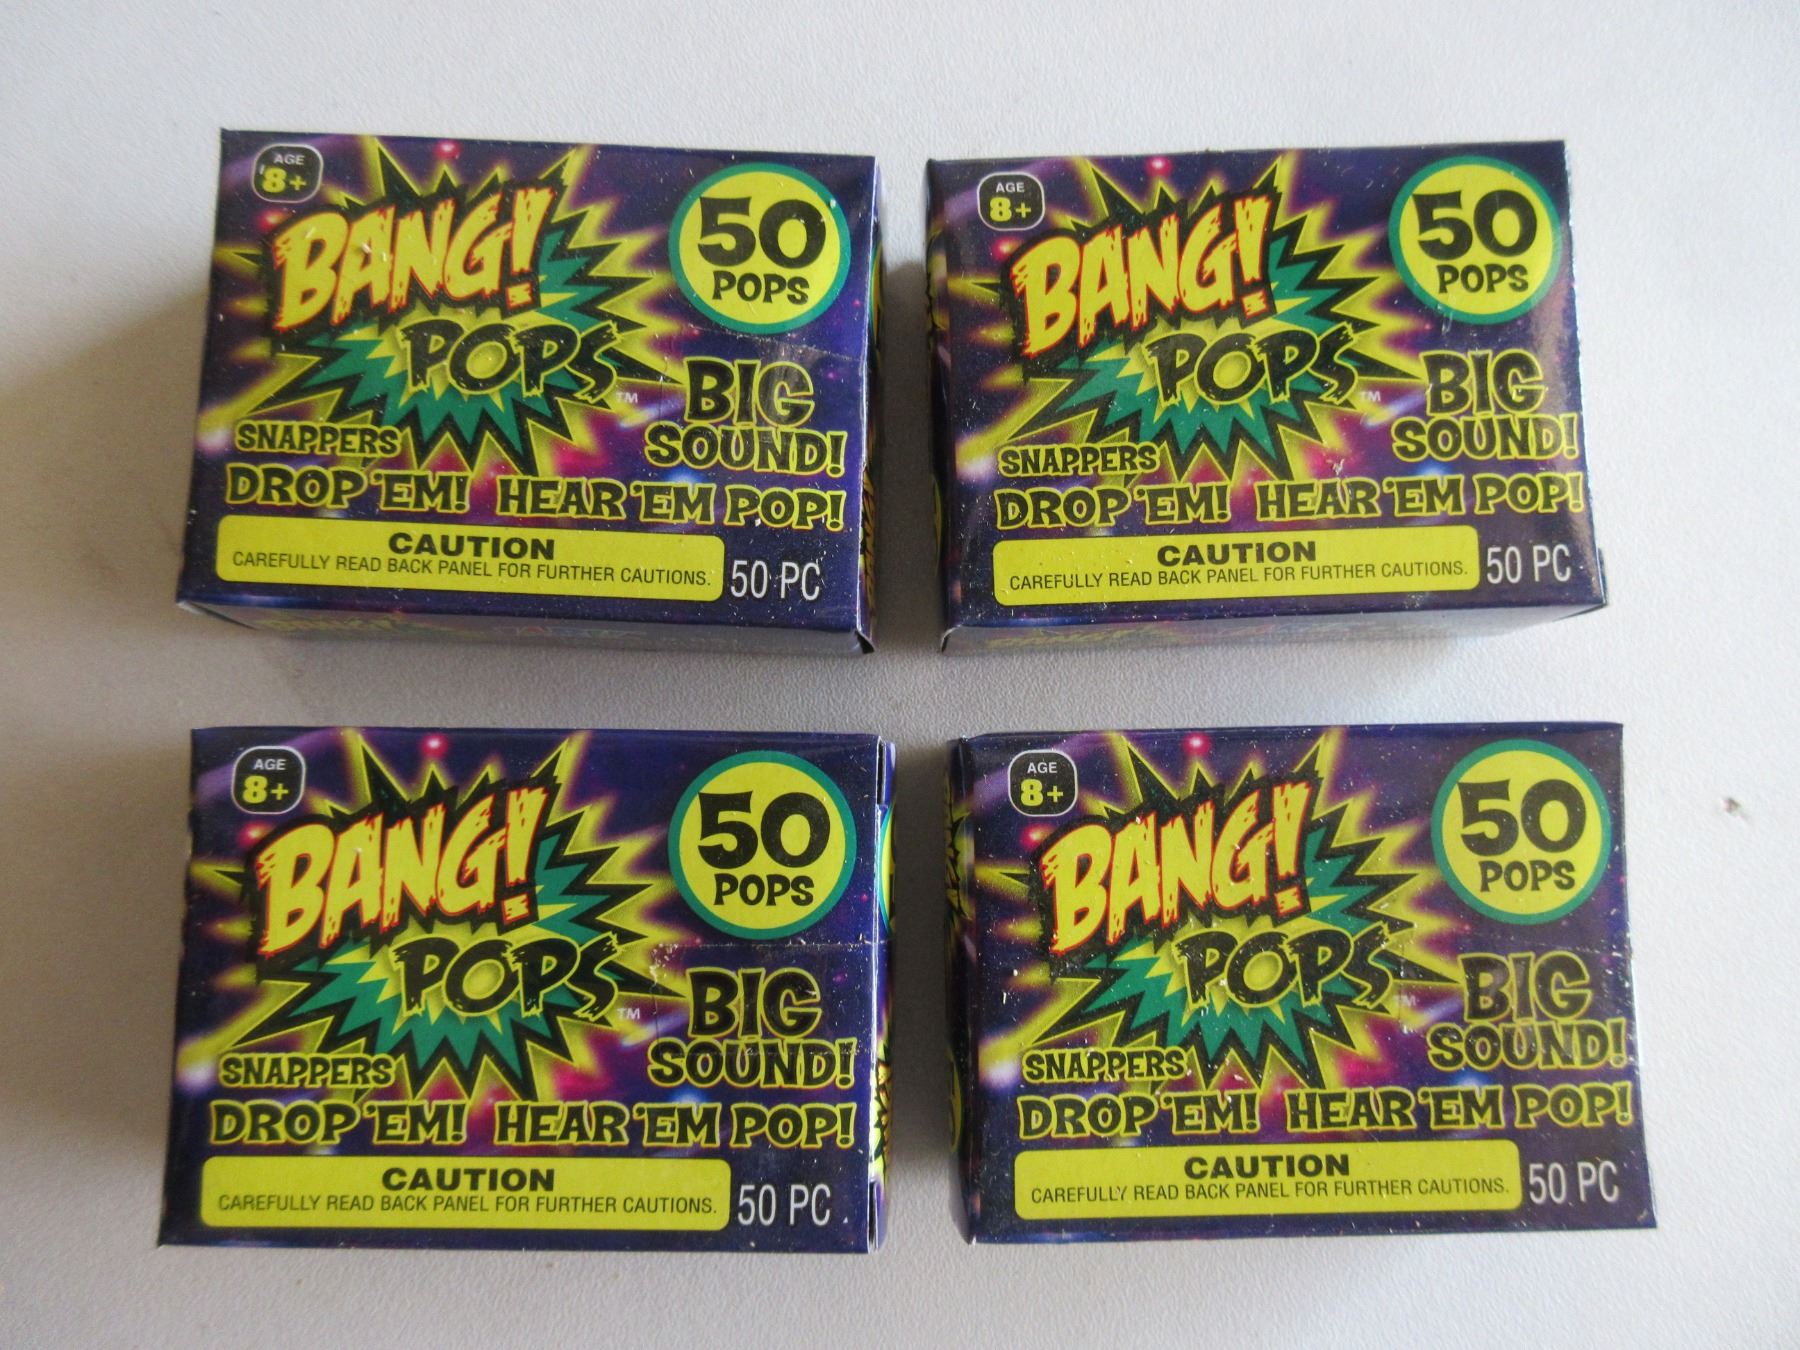 AGE
8+
BANG!
POPS
TM
50
POPS
BIG
SOUND!
SNAPPERS
DROP 'EM! HEAR 'EM POP!
CAUTION
CAREFULLY READ BACK PANEL FOR FURTHER CAUTIONS.
50 PC
AGE
8+
BANG!
POPS
TM
50
POPS
BIG
SOUND!
SNAPPERS
DROP 'EM! HEAR 'EM POP!
CAUTION
CAREFULLY READ BACK PANEL FOR FURTHER CAUTIONS.
50 PC
AGE
8+
BANG!
POPS
TM
50
POPS
BIG
SOUND!
SNAPPERS
DROP 'EM! HEAR 'EM POP!
CAUTION
CAREFULLY READ BACK PANEL FOR FURTHER CAUTIONS.
50 PC
AGE
8+
BANG!
POPS
TM
50
POPS
BIG
SOUND!
SNAPPERS
DROP 'EM! HEAR 'EM POP!
CAUTION
CAREFULLY READ BACK PANEL FOR FURTHER CAUTIONS.
50 PC